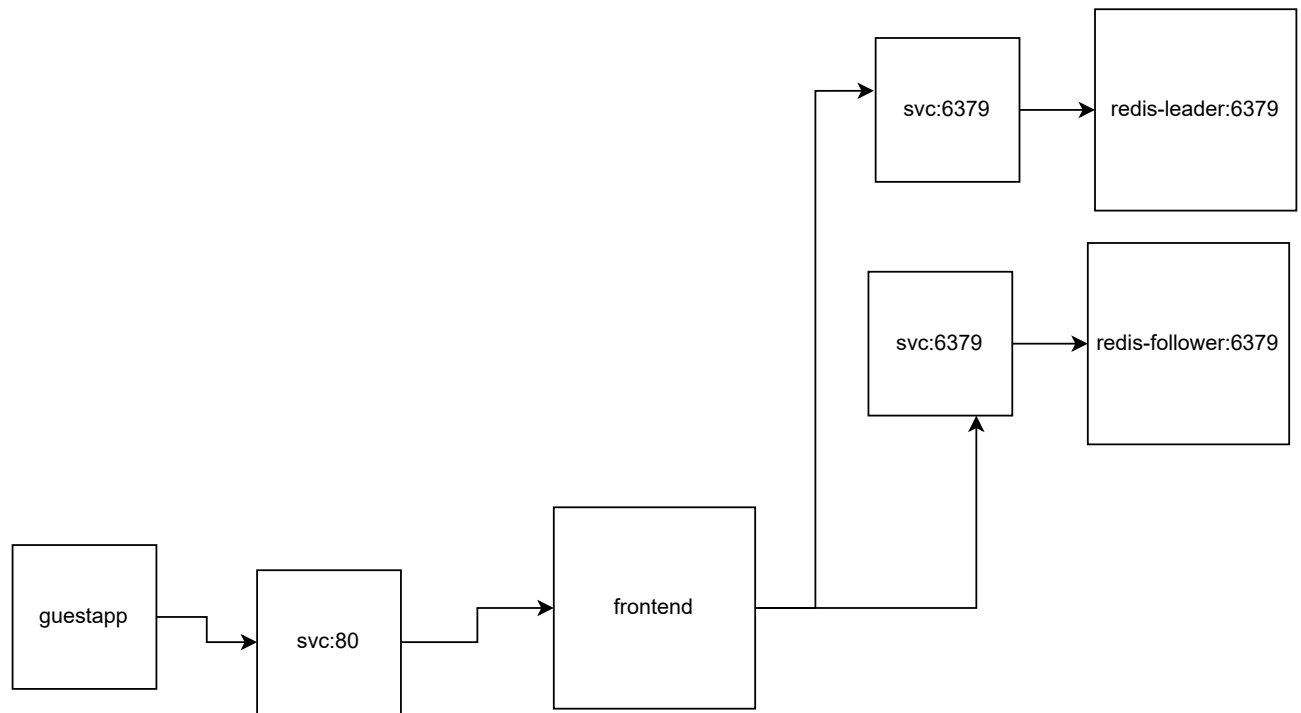 svc:6379
redis-leader:6379
svc:6379
redis-follower:6379
guestapp
svc:80
frontend